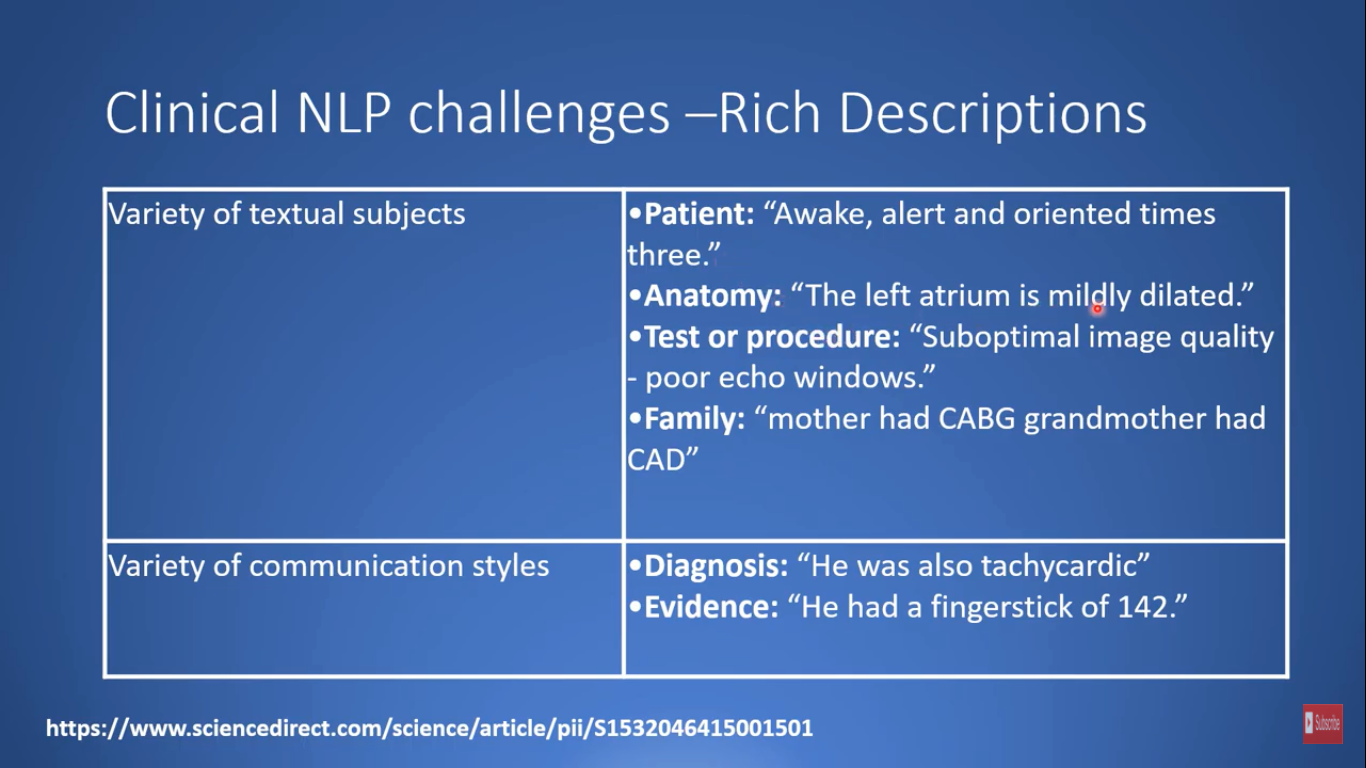 Clinical NLP challenges –Rich Descriptions
Variety of textual subjects
•Patient: “Awake, alert and oriented times
three.”
•Anatomy: “The left atrium is mildly dilated.”
•Test or procedure: “Suboptimal image quality
- poor echo windows.”
•Family: “mother had CABG grandmother had
CAD”
Variety of communication styles
•Diagnosis: “He was also tachycardic”
•Evidence: “He had a fingerstick of 142.”
https://www.sciencedirect.com/science/article/pii/S1532046415001501
Subscribe